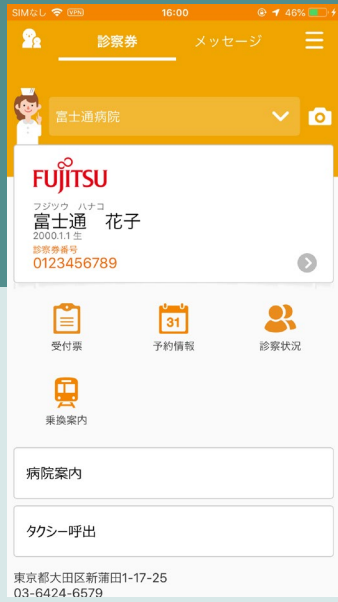 SIMなし VPN 16:00 46%
診察券 メッセージ
富士通病院
FUJITSU
フジツウ ハナコ
富士通 花子
2000.1.1 生
診察券番号
0123456789
31
受付票 予約情報 診察状況
乗換案内
病院案内
タクシー呼出
東京都大田区新蒲田1-17-25
03-6424-6579